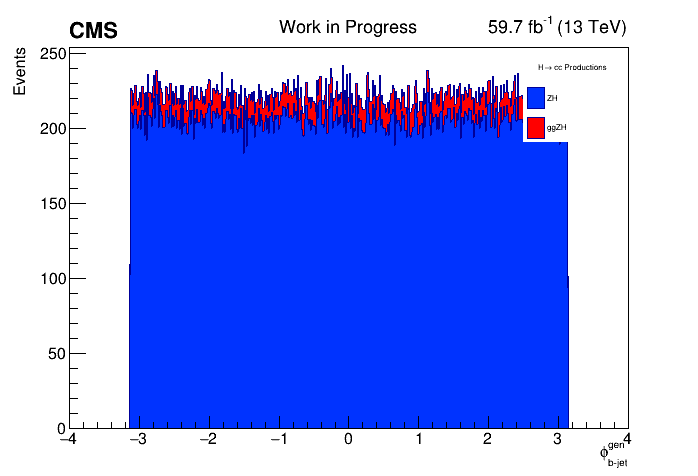 CMS Work in Progress 59.7 fb-1 (13 TeV)
Events
250
200
150
100
50
0
H → cc Productions
ZH
ggZH
−4 −3 −2 −1 0 1 2 3 4
ϕ gen b-jet